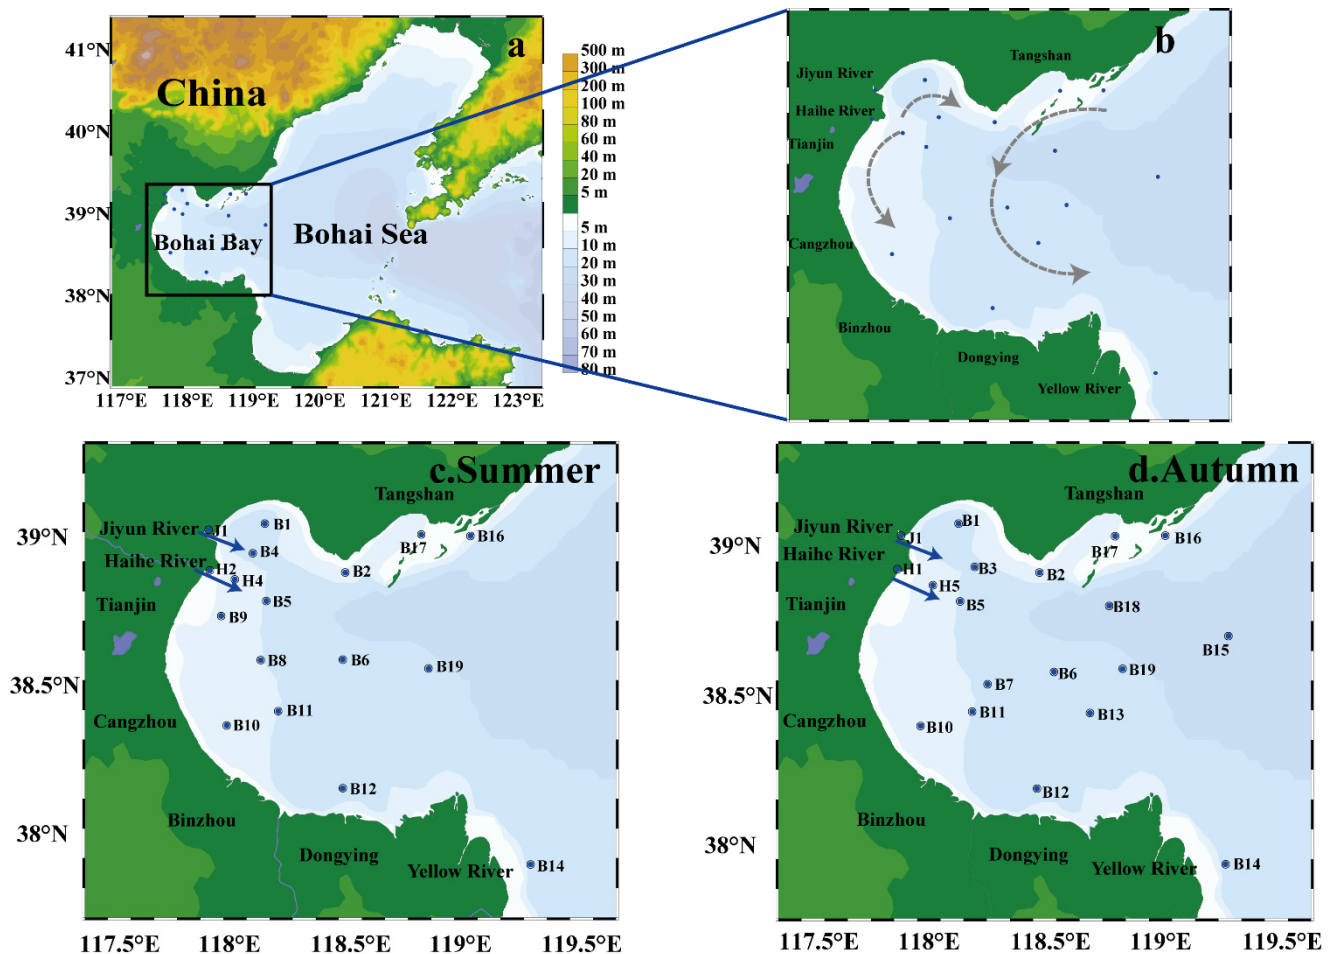 a
41°N
40°N
39°N
38°N
37°N
China
Bohai Bay
Bohai Sea
117°E
118°E
119°E
120°E
121°E
122°E
123°E
500 m
300 m
200 m
100 m
80 m
60 m
40 m
20 m
5 m
5 m
10 m
20 m
30 m
40 m
50 m
60 m
70 m
80 m
b
Tangshan
Jiyun River
Haihe River
Tianjin
Cangzhou
Binzhou
Dongying
Yellow River
c.Summer
Tangshan
39°N
Jiyun River
J1
B1
B17
B16
B4
Haihe River
H2
H4
B2
Tianjin
B5
B9
B8
B6
B19
38.5°N
Cangzhou
B10
B11
B12
Binzhou
38°N
Dongying
Yellow River
B14
117.5°E
118°E
118.5°E
119°E
119.5°E
d.Autumn
Tangshan
39°N
Jiyun River
J1
B1
B17
B16
Haihe River
H1
B3
B2
H5
Tianjin
B5
B18
B15
B7
B6
B19
38.5°N
Cangzhou
B10
B11
B13
B12
Binzhou
38°N
Dongying
Yellow River
B14
117.5°E
118°E
118.5°E
119°E
119.5°E